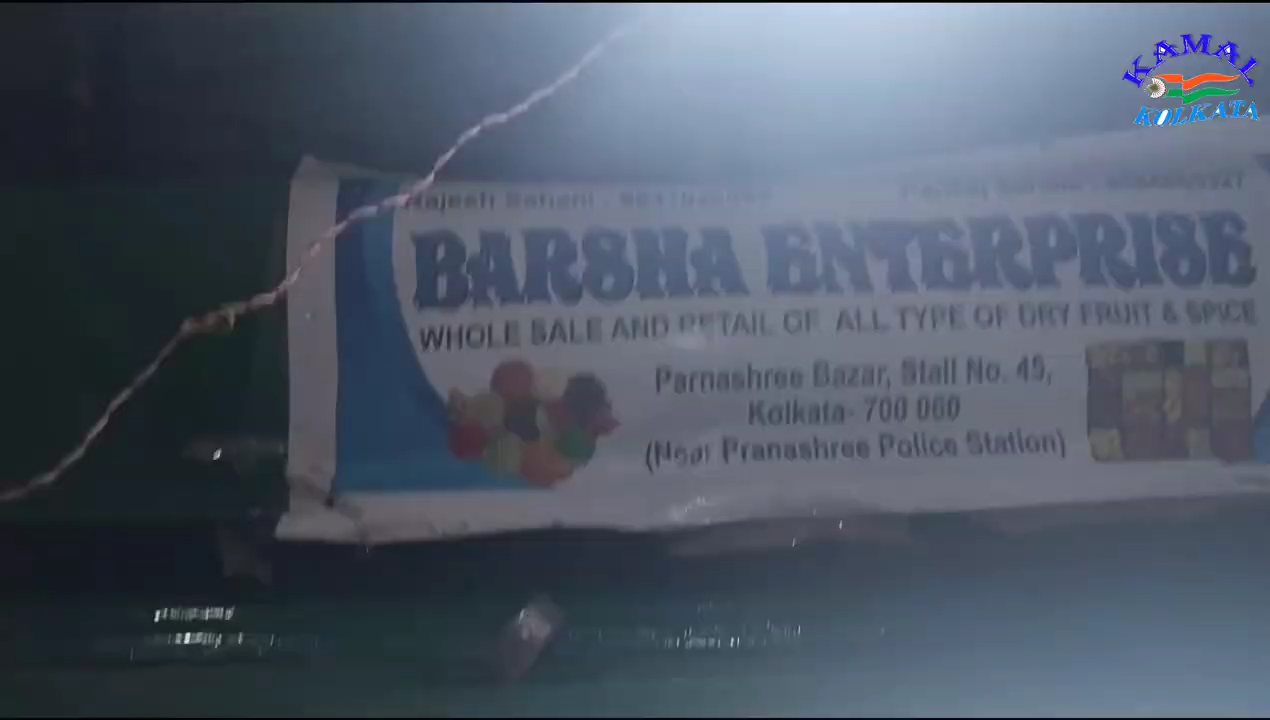 KAMAL
KOLKATA
Rajesh
BARSHA ENTERPRISE
WHOLE SALE AND RETAIL OF ALL TYPE OF DRY FRUIT & SPICE
Parnashree Bazar, Stall No. 45,
Kolkata- 700 060
(Near Pranashree Police Station)